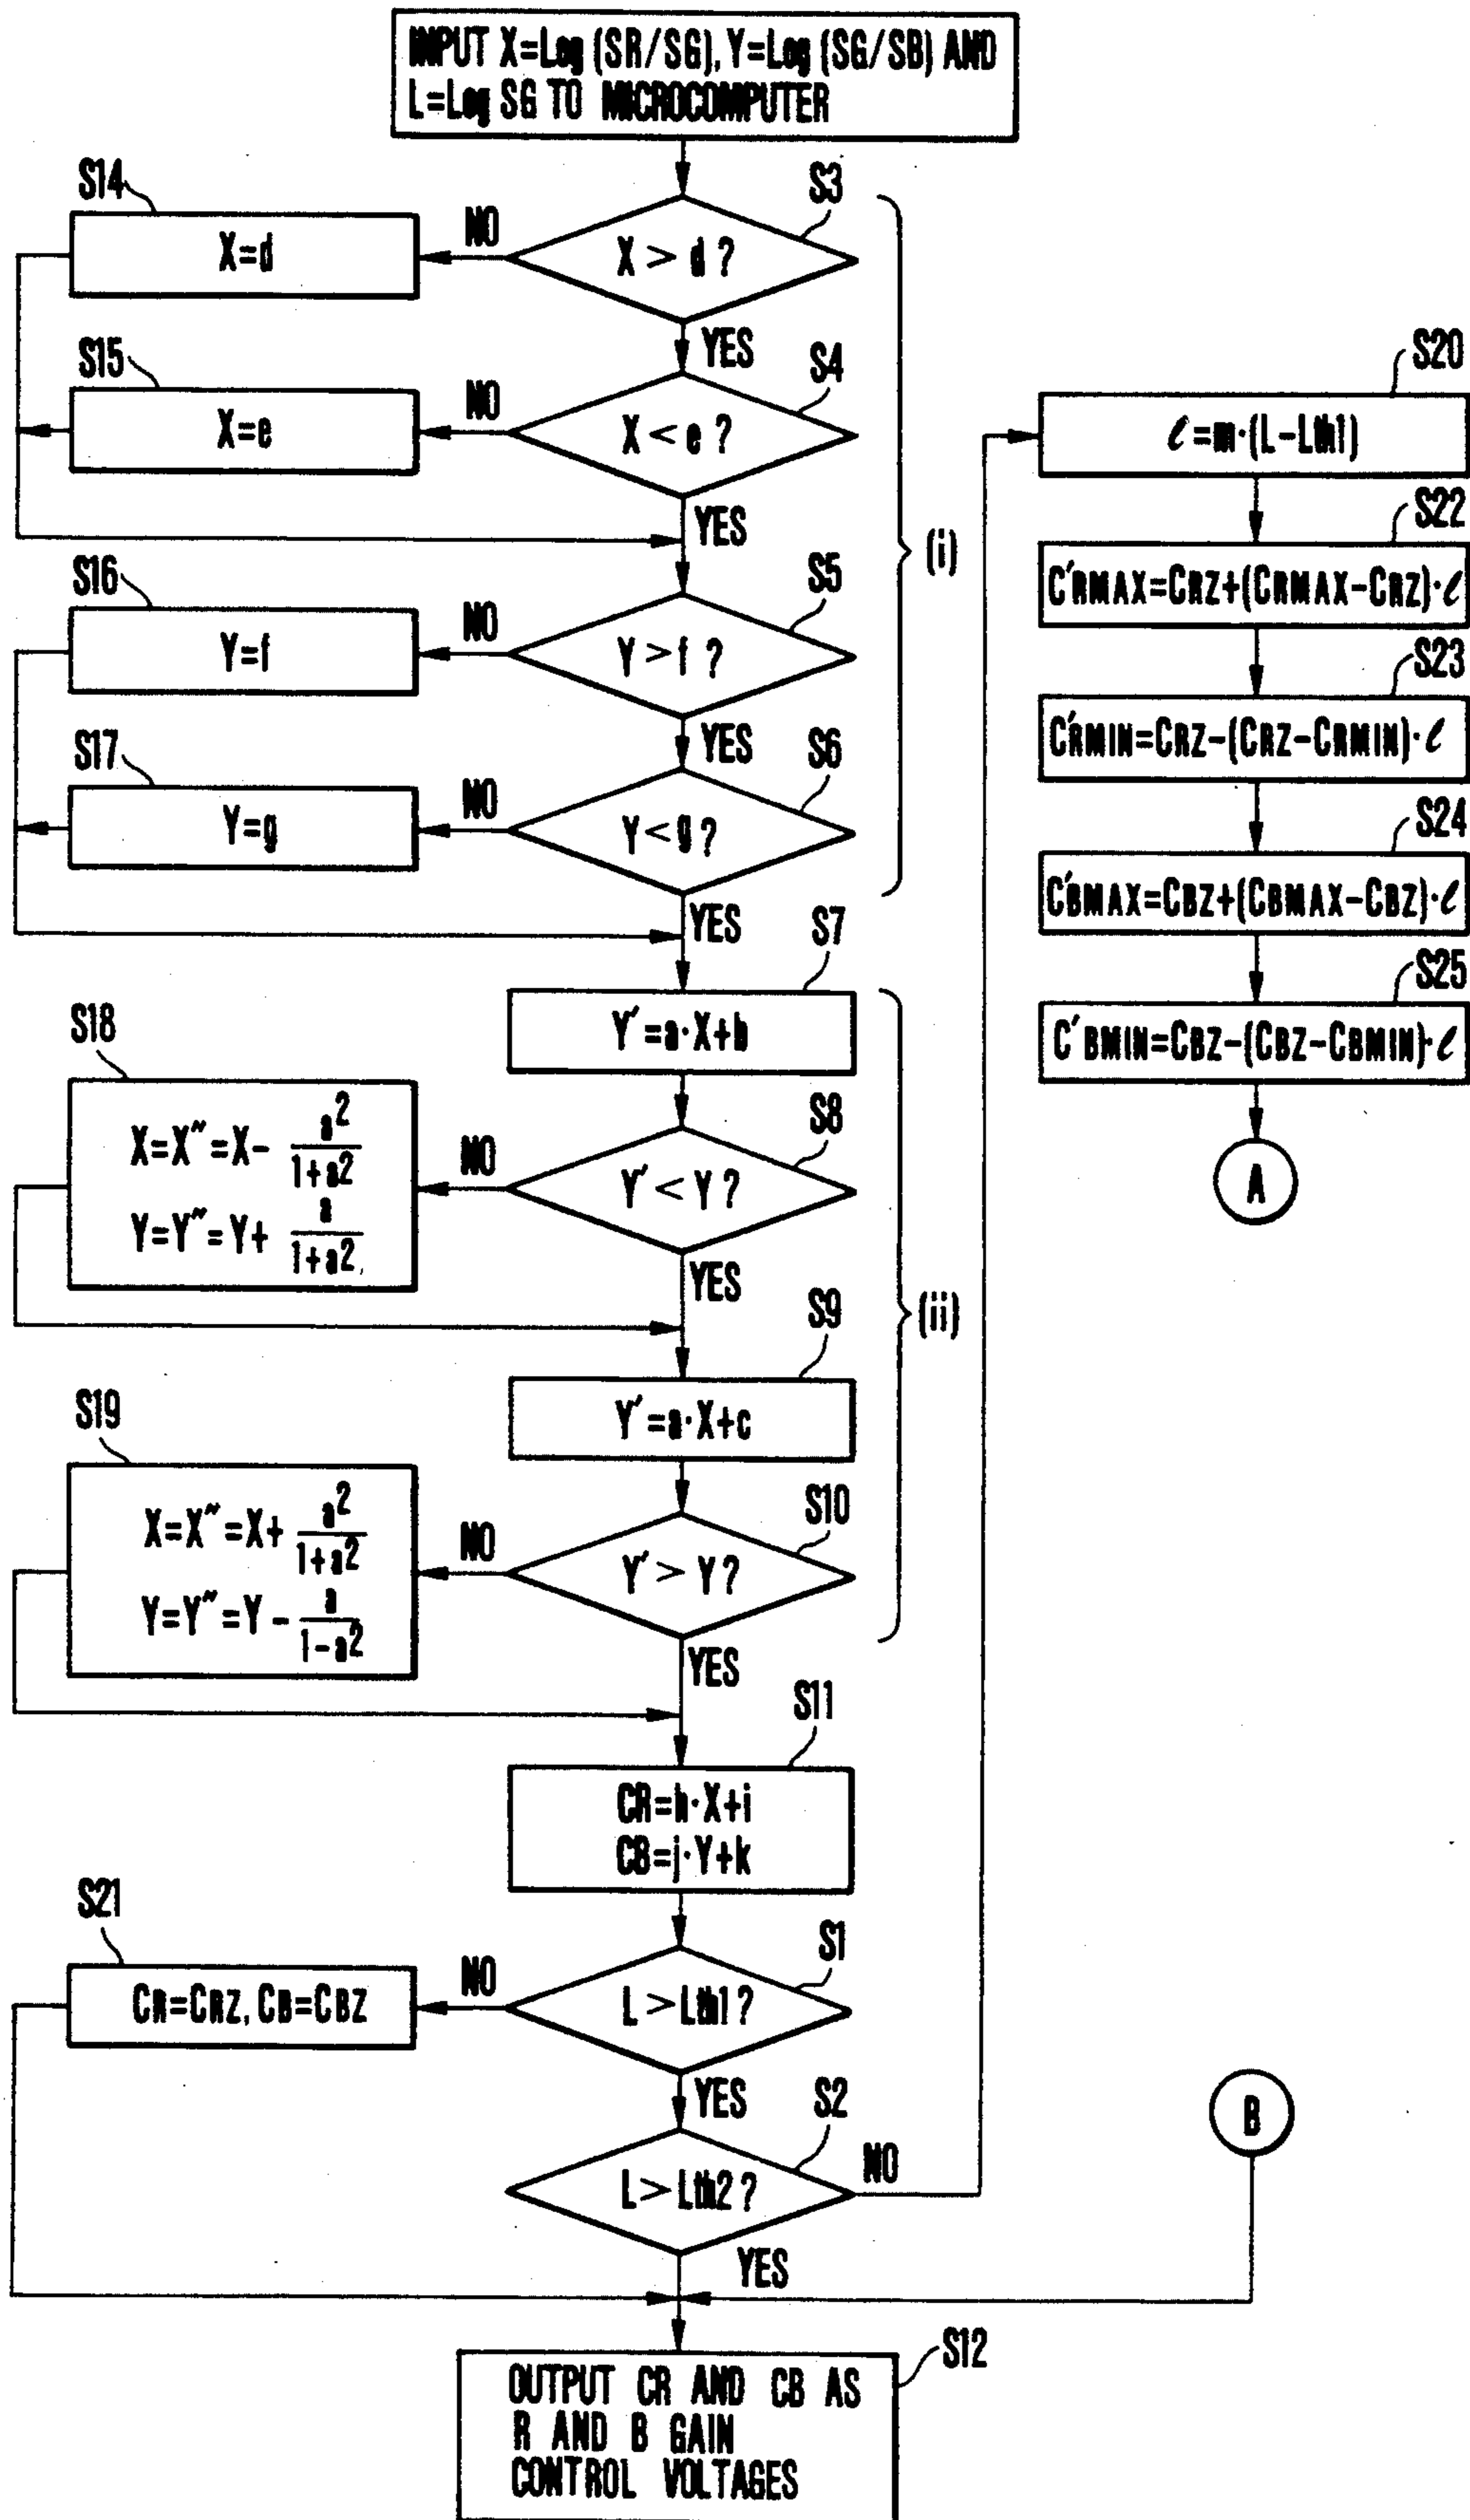 INPUT X=Log (SR/SG), Y=Log (SG/SB) AND
L=Log SG TO MICROCOMPUTER
S3
X > d ?
NO
S14
X=d
YES
S4
X < e ?
NO
S15
X=e
YES
(i)
S5
Y > f ?
NO
S16
Y=f
YES
S6
Y < g ?
NO
S17
Y=g
YES
S7
Y′=a·X+b
S8
Y′ < Y ?
NO
S18
X=X″=X- a²/1+a²
Y=Y″=Y+ a/1+a²
YES
(ii)
S9
Y′=a·X+c
S10
Y′ > Y ?
NO
S19
X=X″=X+ a²/1+a²
Y=Y″=Y- a/1-a²
YES
S11
CR=h·X+i
CB=j·Y+k
S1
L > Lth1 ?
NO
S21
CR=CRZ, CB=CBZ
YES
S2
L > Lth2 ?
NO
YES
S12
OUTPUT CR AND CB AS
R AND B GAIN
CONTROL VOLTAGES
S20
ℓ=m·(L-Lth1)
S22
C′RMAX=CRZ+(CRMAX-CRZ)·ℓ
S23
C′RMIN=CRZ-(CRZ-CRMIN)·ℓ
S24
C′BMAX=CBZ+(CBMAX-CBZ)·ℓ
S25
C′BMIN=CBZ-(CBZ-CBMIN)·ℓ
A
B